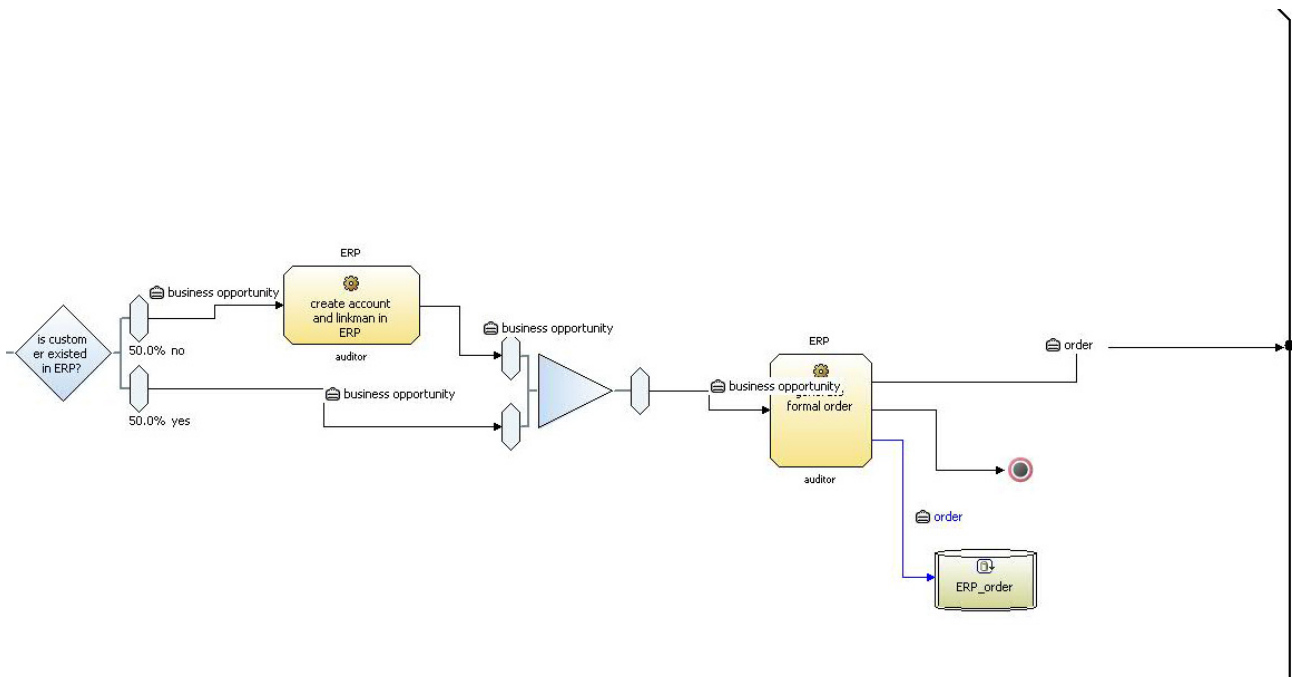 is custom
er existed
in ERP?
business opportunity
50.0% no
50.0% yes
ERP
create account
and linkman in
ERP
auditor
business opportunity
business opportunity
business opportunity
ERP
formal order
auditor
order
order
ERP_order